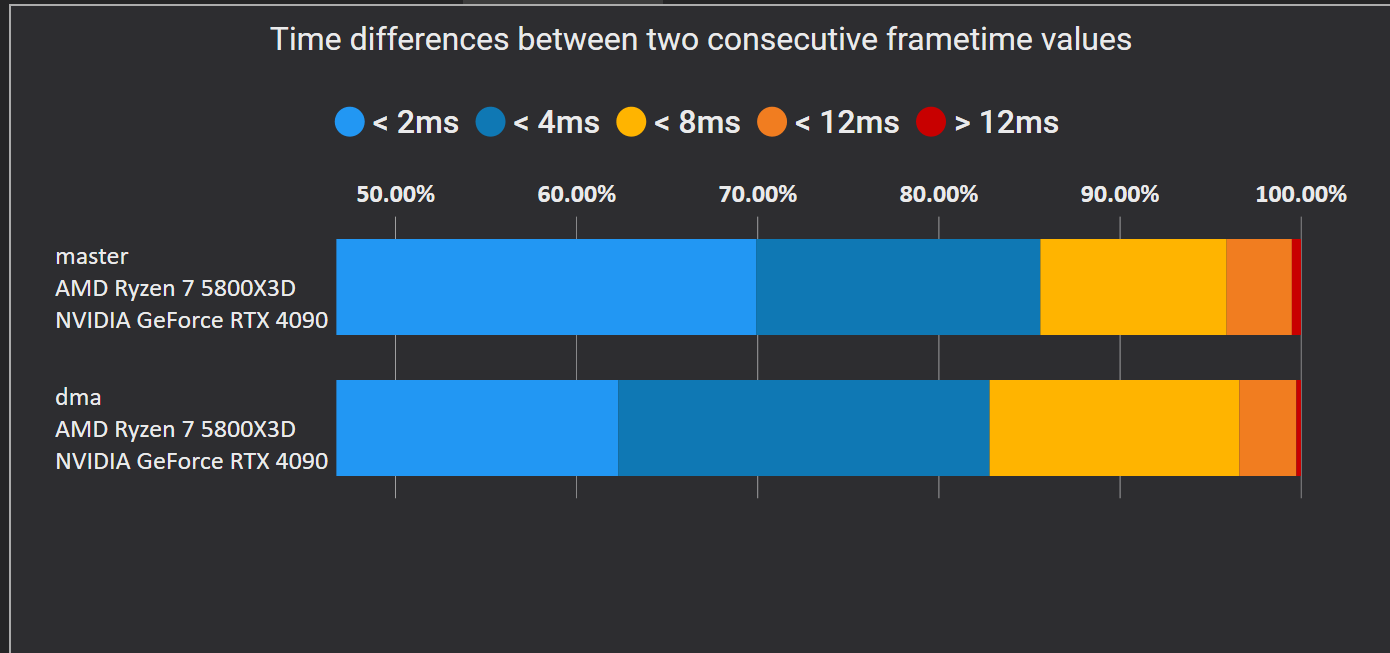 Time differences between two consecutive frametime values
< 2ms < 4ms < 8ms < 12ms > 12ms
50.00% 60.00% 70.00% 80.00% 90.00% 100.00%
master
AMD Ryzen 7 5800X3D
NVIDIA GeForce RTX 4090
dma
AMD Ryzen 7 5800X3D
NVIDIA GeForce RTX 4090